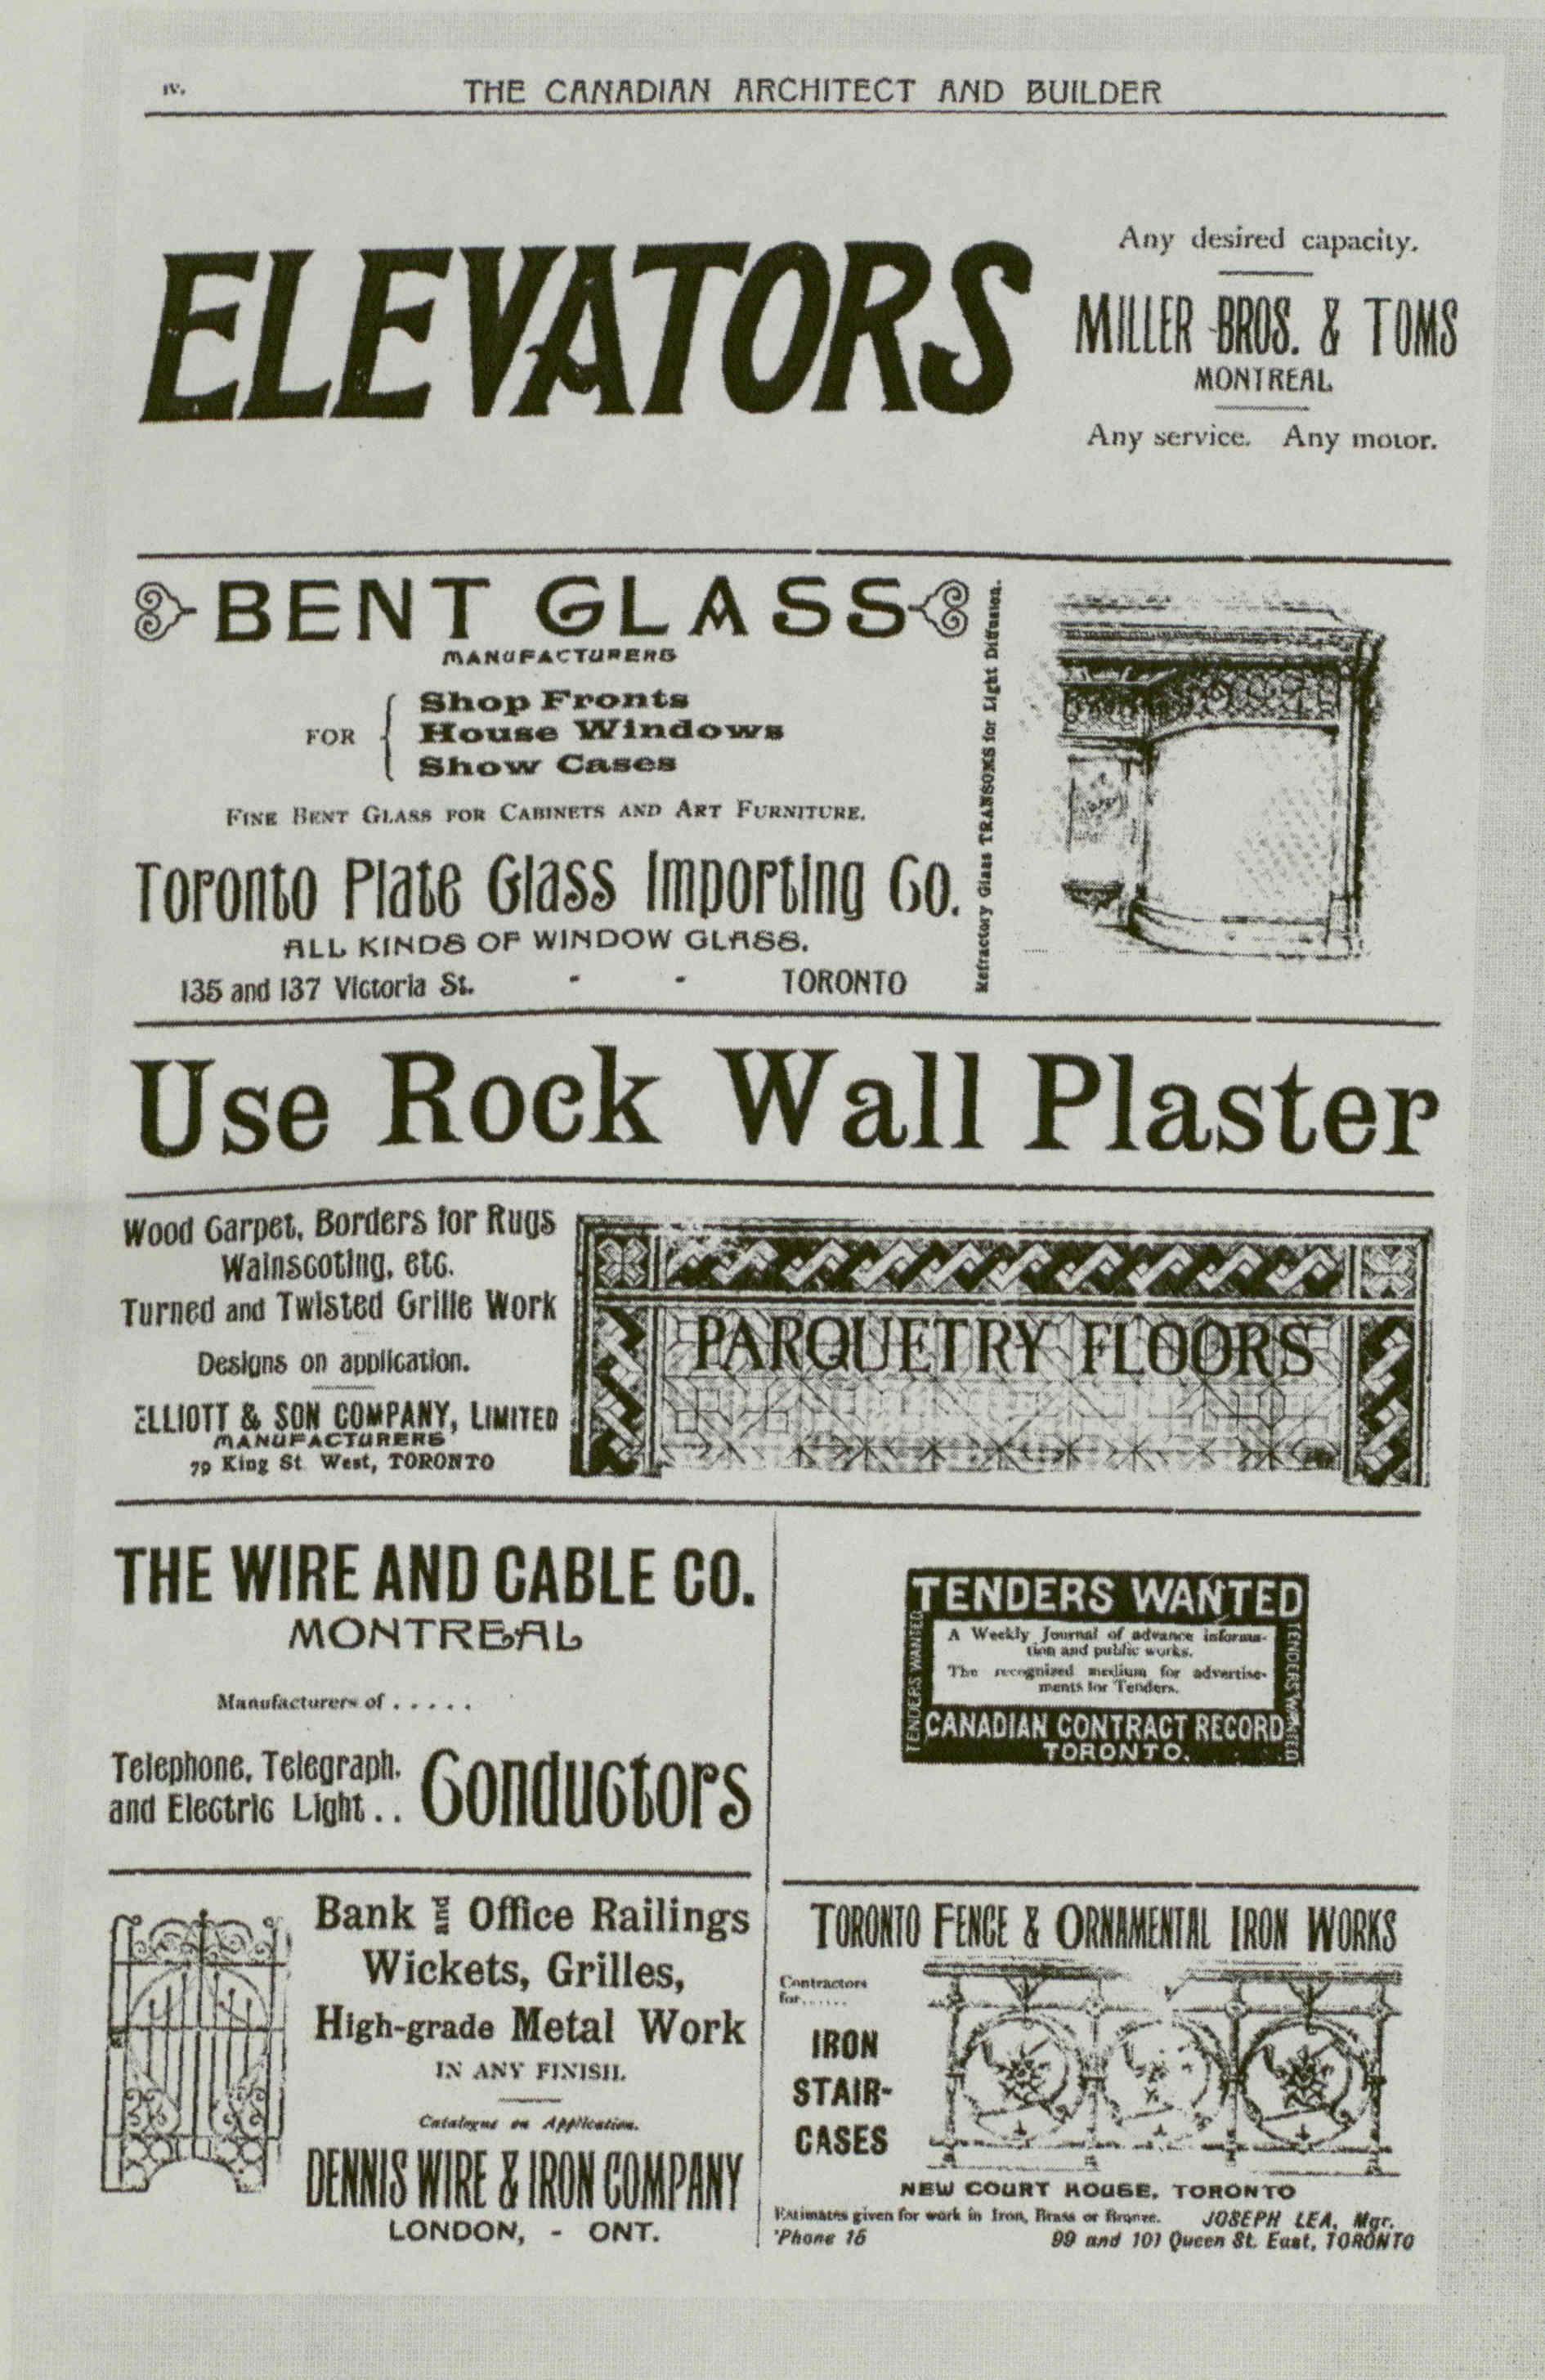 iv.
THE CANADIAN ARCHITECT AND BUILDER
ELEVATORS
Any desired capacity.
MILLER BROS. & TOMS
MONTREAL
Any service. Any motor.
BENT GLASS
MANUFACTURERS
FOR
Shop Fronts
House Windows
Show Cases
FINE BENT GLASS FOR CABINETS AND ART FURNITURE.
Toronto Plate Glass Importing Co.
ALL KINDS OF WINDOW GLASS.
135 and 137 Victoria St. - - TORONTO
Refractory Glass TRANSOMS for Light Diffusion.
Use Rock Wall Plaster
Wood Carpet, Borders for Rugs
Wainscoting, etc.
Turned and Twisted Grille Work
Designs on application.
ELLIOTT & SON COMPANY, LIMITED
MANUFACTURERS
79 King St West, TORONTO
PARQUETRY FLOORS
THE WIRE AND CABLE CO.
MONTREAL
Manufacturers of . . . . .
Telephone, Telegraph,
and Electric Light . .
Conductors
TENDERS WANTED
TENDERS WANTED
TENDERS WANTED
A Weekly Journal of advance informa-
tion and public works.
The recognized medium for advertise-
ments for Tenders.
CANADIAN CONTRACT RECORD
TORONTO.
Bank and Office Railings
Wickets, Grilles,
High-grade Metal Work
IN ANY FINISH.
Catalogue on Application.
DENNIS WIRE & IRON COMPANY
LONDON, - ONT.
TORONTO FENCE & ORNAMENTAL IRON WORKS
Contractors
for......
IRON
STAIR-
CASES
NEW COURT HOUSE, TORONTO
Estimates given for work in Iron, Brass or Bronze. JOSEPH LEA, Mgr.
'Phone 15 99 and 101 Queen St. East, TORONTO